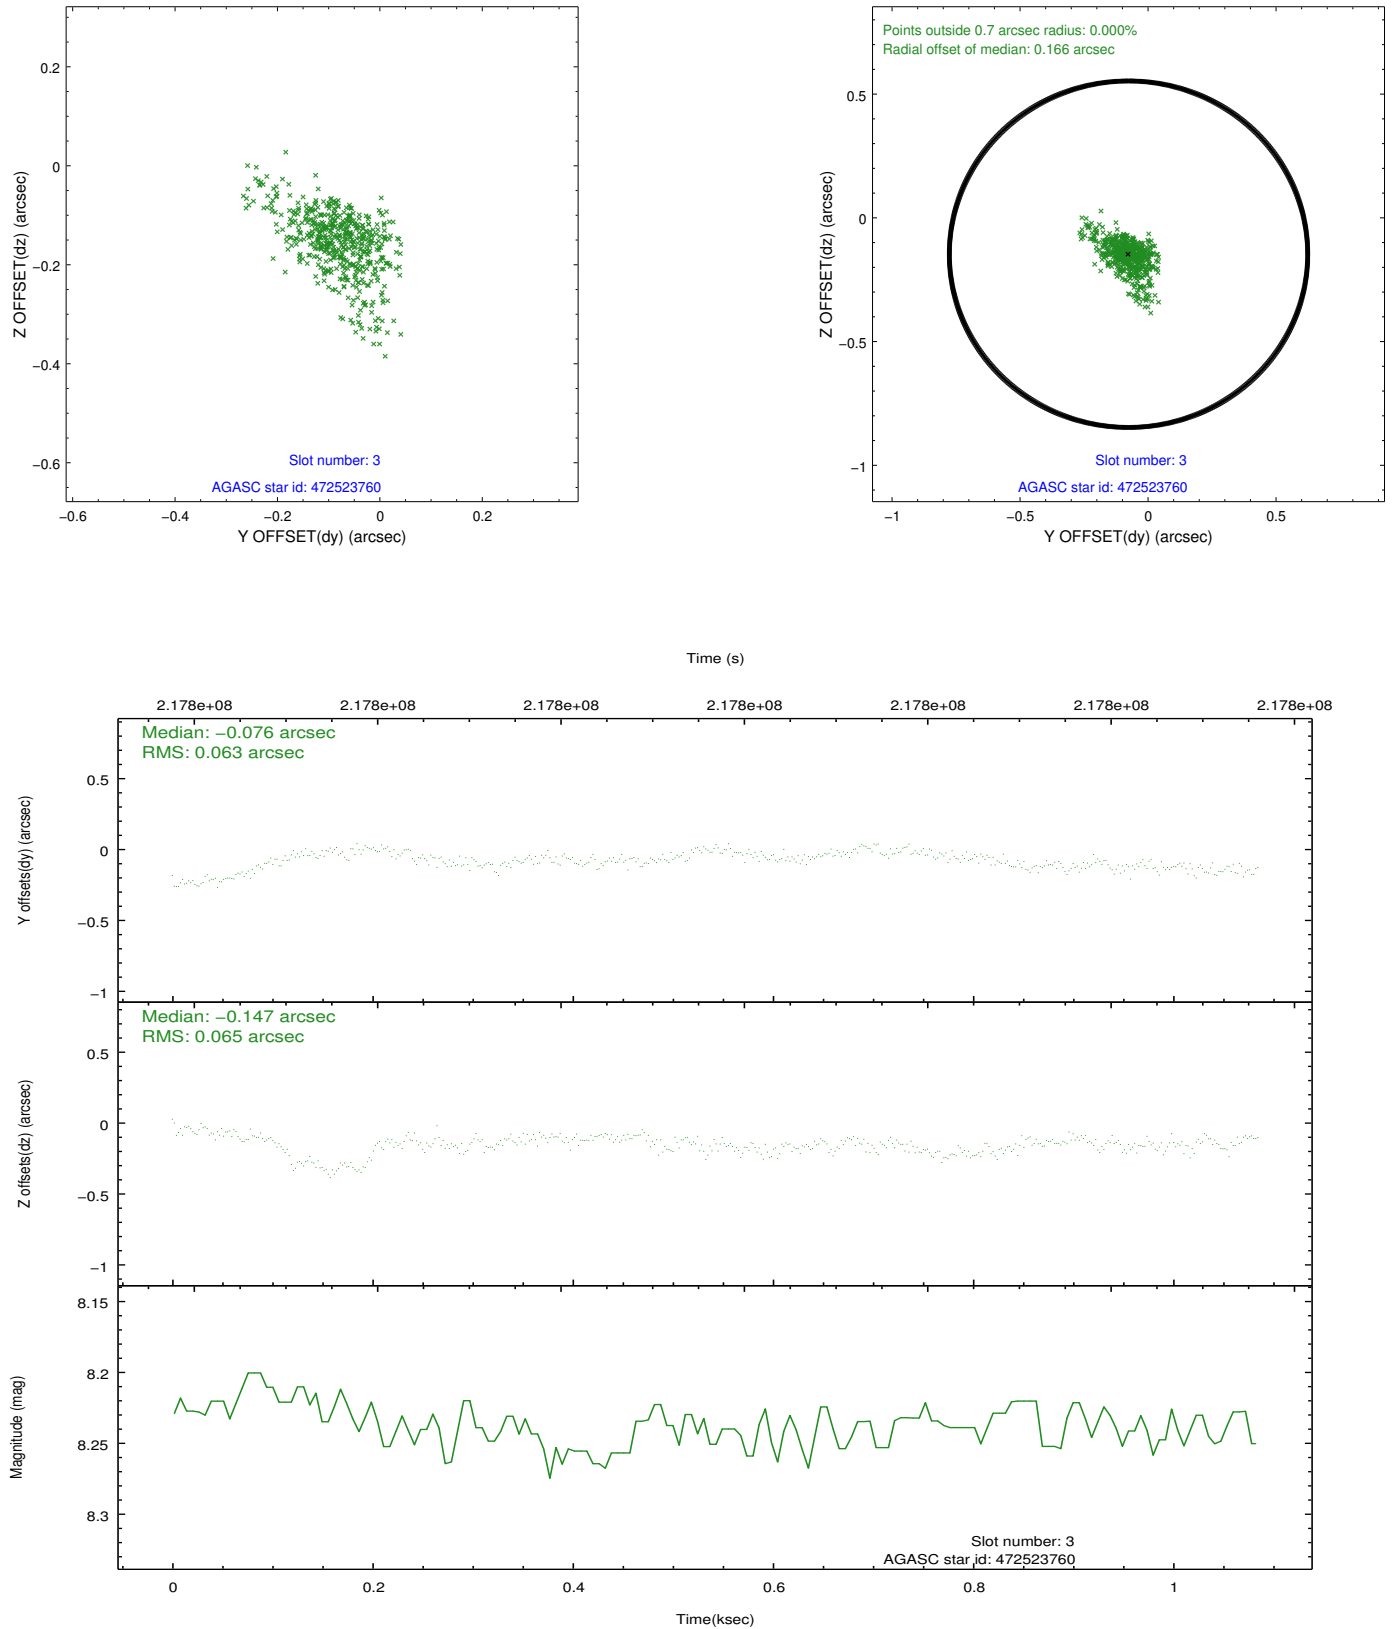 0.2
0
−0.2
−0.4
−0.6
Z OFFSET(dz) (arcsec)
Slot number: 3
AGASC star id: 472523760
−0.6
−0.4
−0.2
0
0.2
Y OFFSET(dy) (arcsec)
Points outside 0.7 arcsec radius: 0.000%
Radial offset of median: 0.166 arcsec
0.5
0
−0.5
−1
Z OFFSET(dz) (arcsec)
Slot number: 3
AGASC star id: 472523760
−1
−0.5
0
0.5
Y OFFSET(dy) (arcsec)
Time (s)
2.178e+08
2.178e+08
2.178e+08
2.178e+08
2.178e+08
2.178e+08
2.178e+08
Median: −0.076 arcsec
RMS: 0.063 arcsec
0.5
0
−0.5
−1
Y offsets(dy) (arcsec)
Median: −0.147 arcsec
RMS: 0.065 arcsec
0.5
0
−0.5
−1
Z offsets(dz) (arcsec)
8.15
8.2
8.25
8.3
Magnitude (mag)
Slot number: 3
AGASC star id: 472523760
0
0.2
0.4
0.6
0.8
1
Time(ksec)